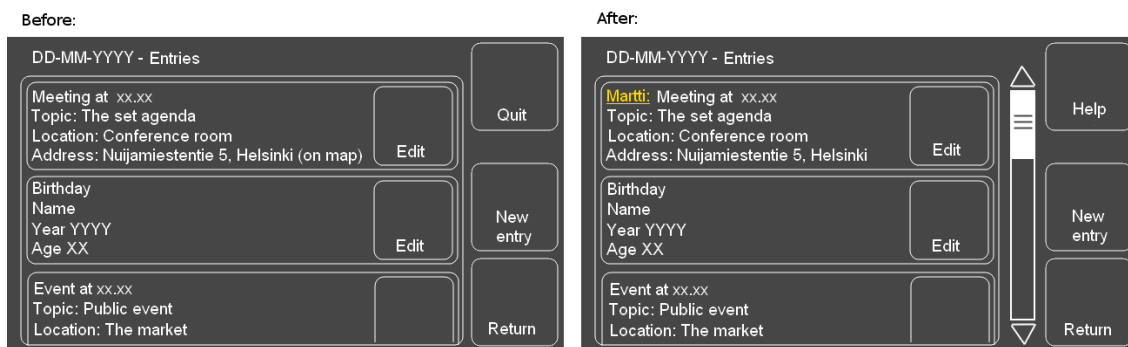 Before:
DD-MM-YYYY - Entries
Meeting at xx.xx
Topic: The set agenda
Location: Conference room
Address: Nuijamiestentie 5, Helsinki (on map)
Edit
Birthday
Name
Year YYYY
Age XX
Edit
Event at xx.xx
Topic: Public event
Location: The market
Quit
New
entry
Return
After:
DD-MM-YYYY - Entries
Martti: Meeting at xx.xx
Topic: The set agenda
Location: Conference room
Address: Nuijamiestentie 5, Helsinki
Edit
Birthday
Name
Year YYYY
Age XX
Edit
Event at xx.xx
Topic: Public event
Location: The market
Help
New
entry
Return